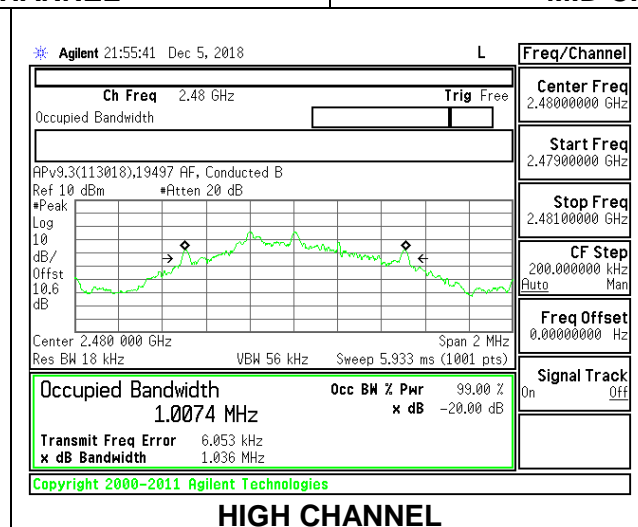 Agilent 21:55:41 Dec 5, 2018 L
Freq/Channel
Ch Freq 2.48 GHz Trig Free
Occupied Bandwidth
Center Freq
2.48000000 GHz
Start Freq
2.47900000 GHz
APv9.3(113018),19497 AF, Conducted B
Ref 10 dBm #Atten 20 dB
#Peak
Log
10
dB/
Offst
10.6
dB
Stop Freq
2.48100000 GHz
CF Step
200.000000 kHz
Auto Man
Freq Offset
0.00000000 Hz
Center 2.480 000 GHz Span 2 MHz
Res BW 18 kHz VBW 56 kHz Sweep 5.933 ms (1001 pts)
Signal Track
On Off
Occupied Bandwidth Occ BW % Pwr 99.00 %
1.0074 MHz x dB -20.00 dB
Transmit Freq Error 6.053 kHz
x dB Bandwidth 1.036 MHz
Copyright 2000-2011 Agilent Technologies
HIGH CHANNEL